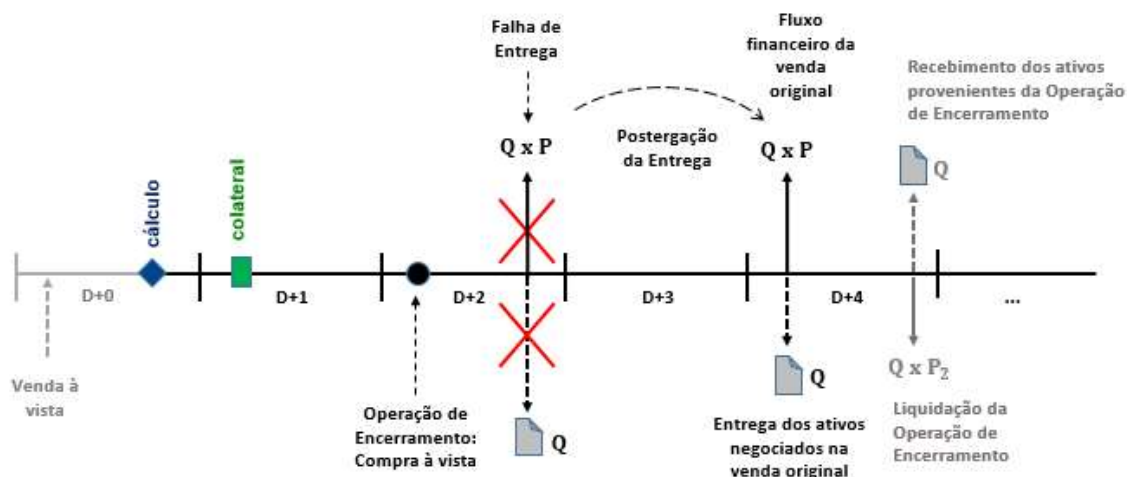 Falha de
Entrega
Fluxo
financeiro da
venda
original
Recebimento dos ativos
provenientes da Operação
de Encerramento
Q x P
Postergação
da Entrega
Q x P
Q
cálculo
colateral
D+0
D+1
D+2
D+3
D+4
...
Venda à
vista
Operação de
Encerramento:
Compra à vista
Q
Q
Entrega dos ativos
negociados na
venda original
Q x P₂
Liquidação da
Operação de
Encerramento